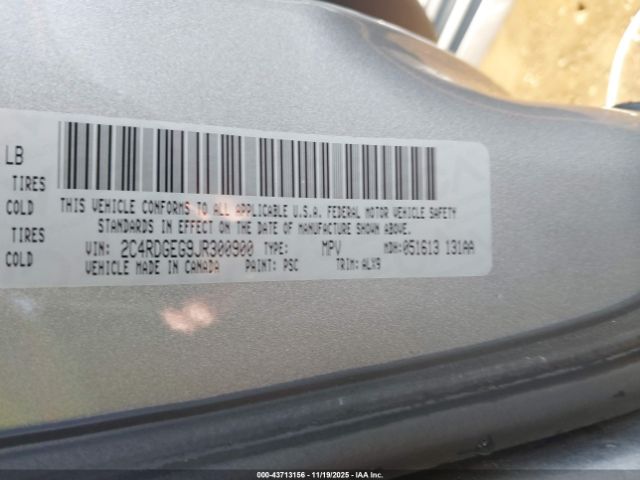 LB
TIRES
COLD
TIRES
COLD
THIS VEHICLE CONFORMS TO ALL APPLICABLE U.S.A. FEDERAL MOTOR VEHICLE SAFETY
STANDARDS IN EFFECT ON THE DATE OF MANUFACTURE SHOWN ABOVE.
VIN: 2C4RDGEG9JR300900 TYPE: MPV MDH: 051613 131AA
VEHICLE MADE IN CANADA PAINT: PSC TRIM: ALX9
000-43713156 - 11/19/2025 - IAA Inc.